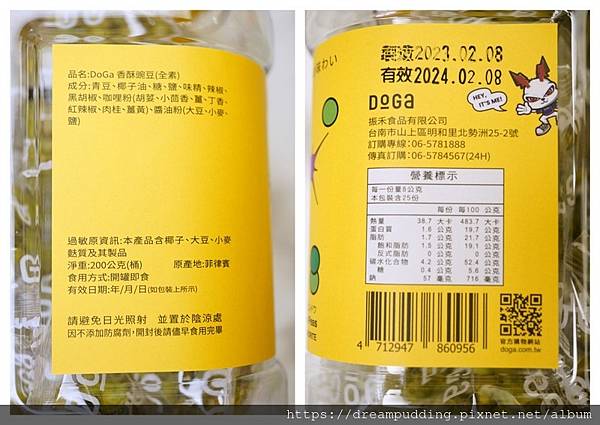 品名:DoGa 香酥豌豆(全素)
成分:青豆、椰子油、糖、鹽、味精、辣椒、
黑胡椒、咖哩粉(胡荽、小茴香、薑、丁香、
紅辣椒、肉桂、薑黃)、醬油粉(大豆、小麥、
鹽)
過敏原資訊:本產品含椰子、大豆、小麥
麩質及其製品
淨重:200公克(桶) 原產地:菲律賓
食用方式:開罐即食
有效日期:年/月/日(如包裝上所示)
請避免日光照射 並置於陰涼處
因不添加防腐劑,開封後請儘早食用完畢
味わい
2023.02.08
有效2024.02.08
DoGa
HEY,
IT'S ME!
振禾食品有限公司
台南市山上區明和里北勢洲25-2號
訂購專線:06-5781888
傳真訂購:06-5784567(24H)
營養標示
每一份量8公克
本包裝含25份
每份 每100 公克
熱量 38.7 大卡 483.7 大卡
蛋白質 1.6 公克 19.7 公克
脂肪 1.7 公克 21.7 公克
飽和脂肪 1.5 公克 19.1 公克
反式脂肪 0 公克 0 公克
碳水化合物 4.2 公克 52.4 公克
糖 0.4 公克 5.6 公克
鈉 57 毫克 716 毫克
4 712947 860956
官方購物網站
doga.com.tw
https://dreampudding.pixnet.net/album